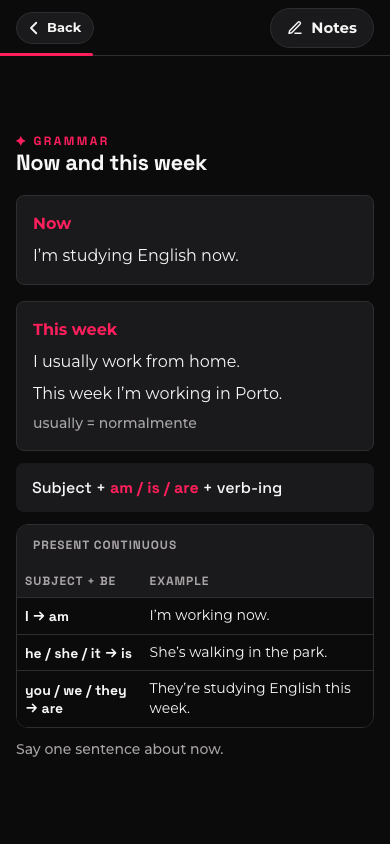 Back
Notes
GRAMMAR
Now and this week
Now
I'm studying English now.
This week
I usually work from home.
This week I'm working in Porto.
usually = normalmente
Subject + am / is / are + verb-ing
PRESENT CONTINUOUS
SUBJECT + BE EXAMPLE
I → am I'm working now.
he / she / it → is She's walking in the park.
you / we / they → are They're studying English this week.
Say one sentence about now.